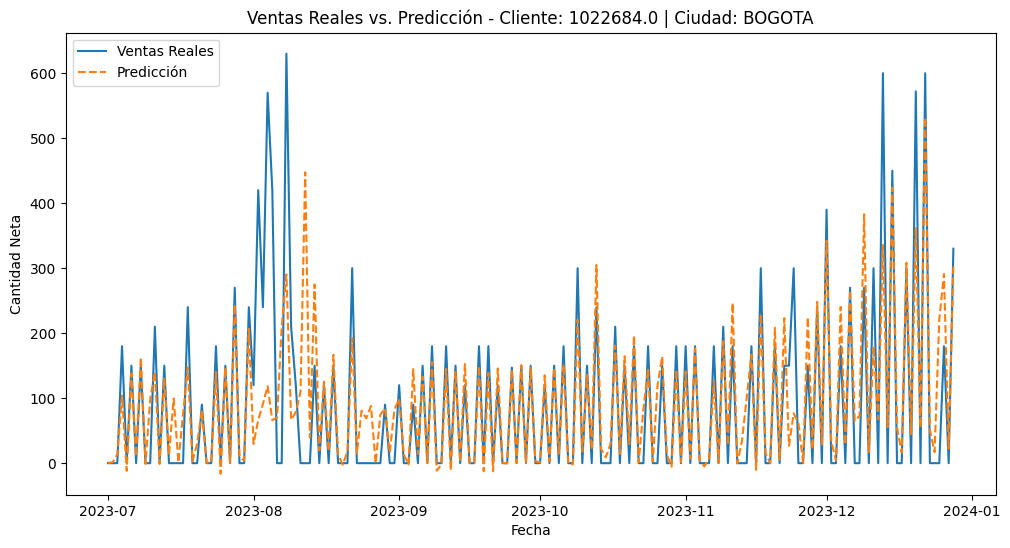 Ventas Reales vs. Predicción - Cliente: 1022684.0 | Ciudad: BOGOTA
Ventas Reales
Predicción
Cantidad Neta
600
500
400
300
200
100
0
2023-07
2023-08
2023-09
2023-10
2023-11
2023-12
2024-01
Fecha